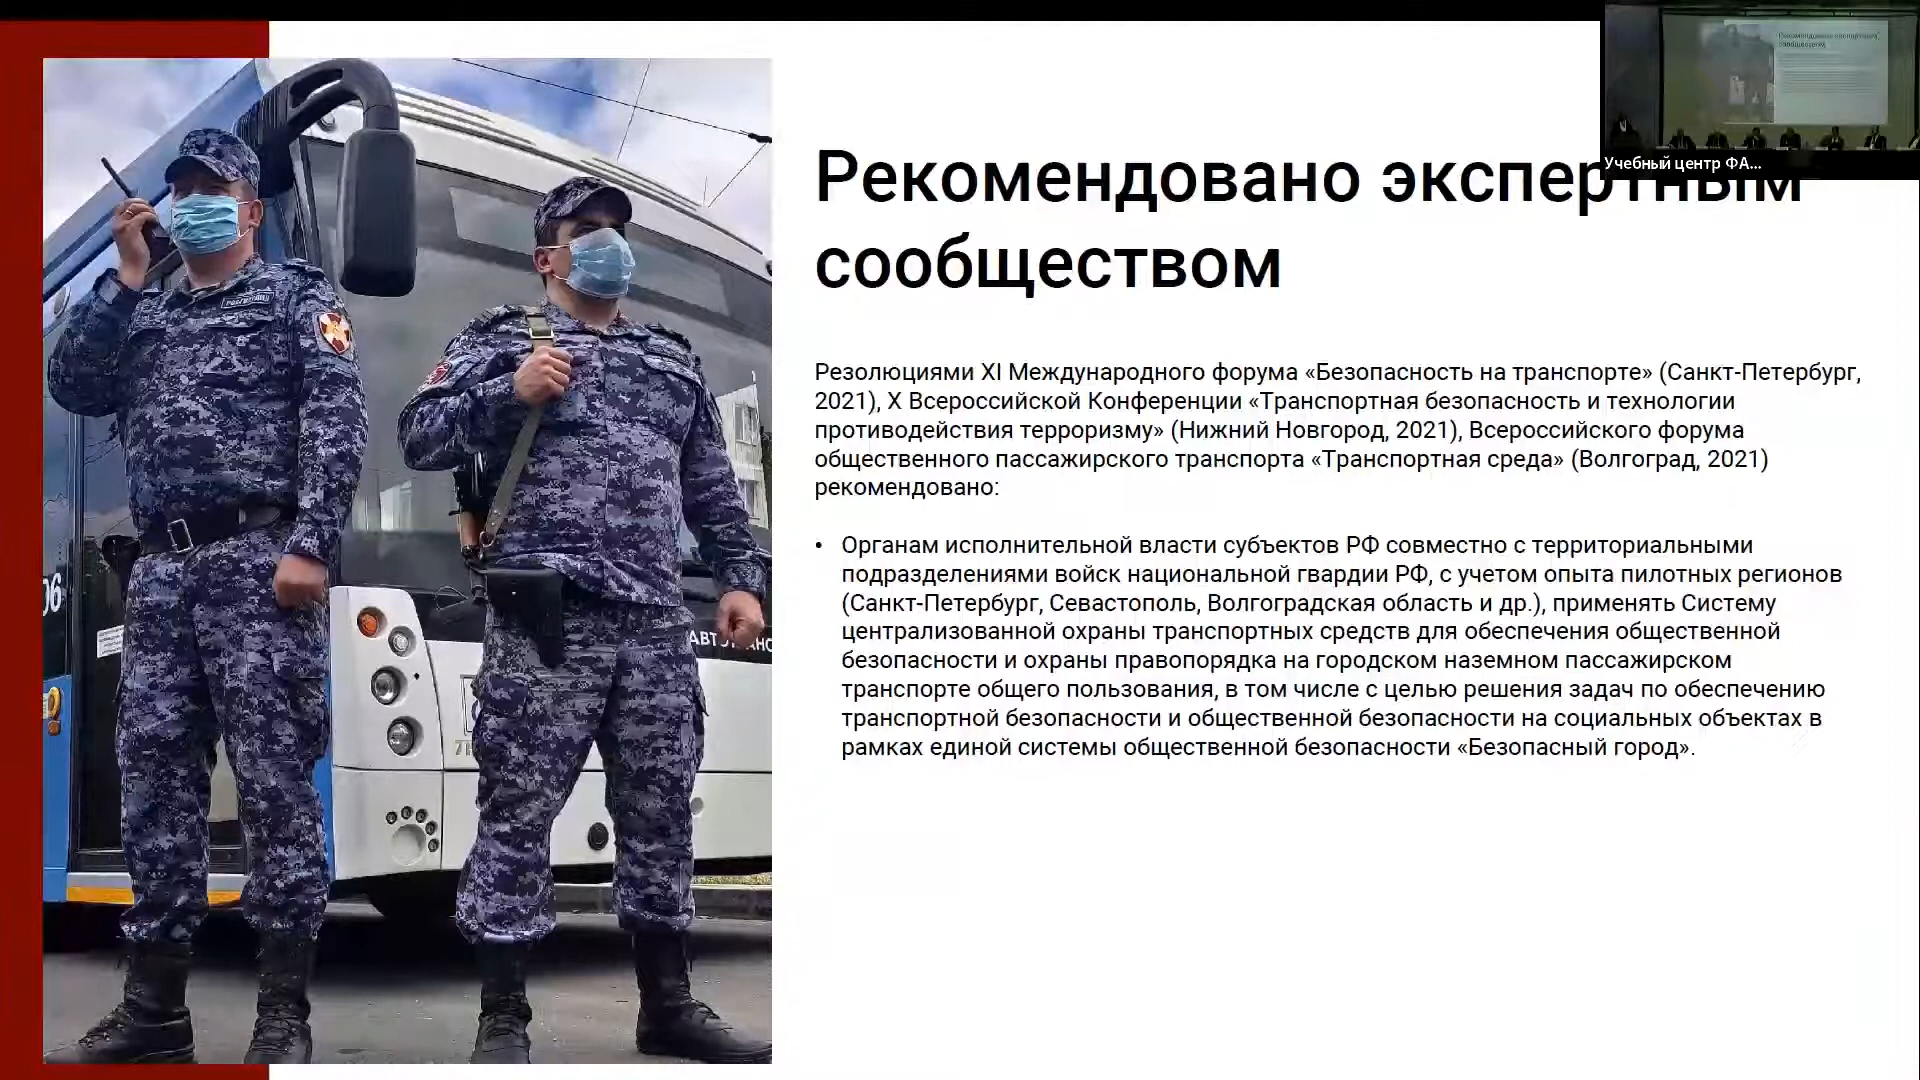 Рекомендовано экспертным
сообществом
Учебный центр ФА...
Резолюциями XI Международного форума «Безопасность на транспорте» (Санкт-Петербург,
2021), X Всероссийской Конференции «Транспортная безопасность и технологии
противодействия терроризму» (Нижний Новгород, 2021), Всероссийского форума
общественного пассажирского транспорта «Транспортная среда» (Волгоград, 2021)
рекомендовано:
• Органам исполнительной власти субъектов РФ совместно с территориальными
подразделениями войск национальной гвардии РФ, с учетом опыта пилотных регионов
(Санкт-Петербург, Севастополь, Волгоградская область и др.), применять Систему
централизованной охраны транспортных средств для обеспечения общественной
безопасности и охраны правопорядка на городском наземном пассажирском
транспорте общего пользования, в том числе с целью решения задач по обеспечению
транспортной безопасности и общественной безопасности на социальных объектах в
рамках единой системы общественной безопасности «Безопасный город».
РОСГВАРДИЯ
06